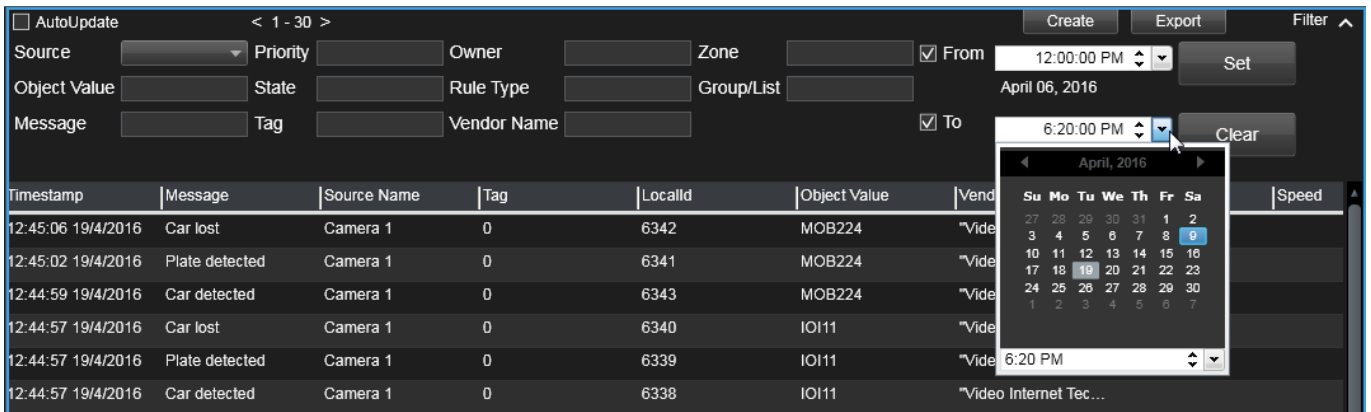 AutoUpdate < 1 - 30 > Create Export Filter
Source Priority Owner Zone From 12:00:00 PM Set
Object Value State Rule Type Group/List April 06, 2016
Message Tag Vendor Name To 6:20:00 PM Clear
April, 2016
Su Mo Tu We Th Fr Sa
27 28 29 30 31 1 2
3 4 5 6 7 8 9
10 11 12 13 14 15 16
17 18 19 20 21 22 23
24 25 26 27 28 29 30
1 2 3 4 5 6 7
6:20 PM
Timestamp Message Source Name Tag LocalId Object Value Vend Speed
12:45:06 19/4/2016 Car lost Camera 1 0 6342 MOB224 "Vide
12:45:02 19/4/2016 Plate detected Camera 1 0 6341 MOB224 "Vide
12:44:59 19/4/2016 Car detected Camera 1 0 6343 MOB224 "Vide
12:44:57 19/4/2016 Car lost Camera 1 0 6340 IOI11 "Vide
12:44:57 19/4/2016 Plate detected Camera 1 0 6339 IOI11 "Vide
12:44:57 19/4/2016 Car detected Camera 1 0 6338 IOI11 "Video Internet Tec...